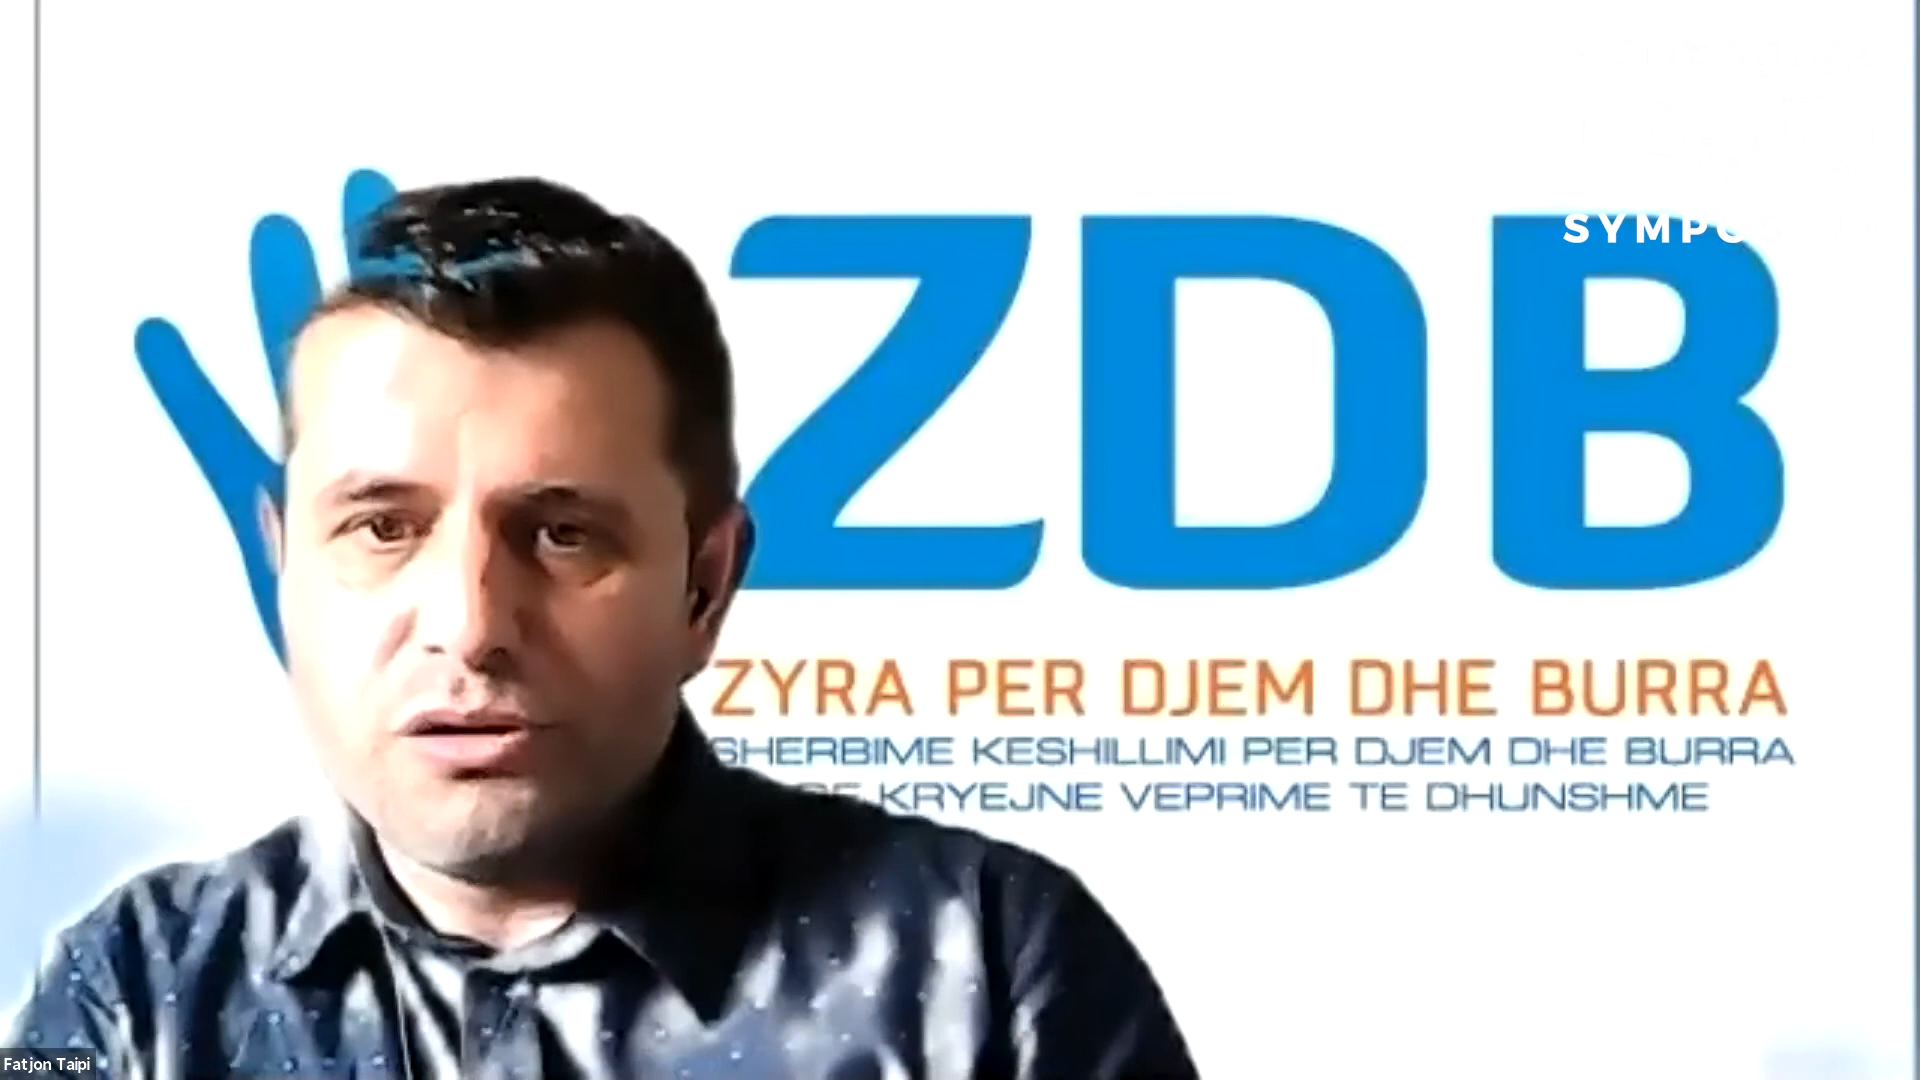 SYMPO
ZDB
ZYRA PER DJEM DHE BURRA
SHERBIME KESHILLIMI PER DJEM DHE BURRA
KRYEJNE VEPRIME TE DHUNSHME
Fatjon Taipi